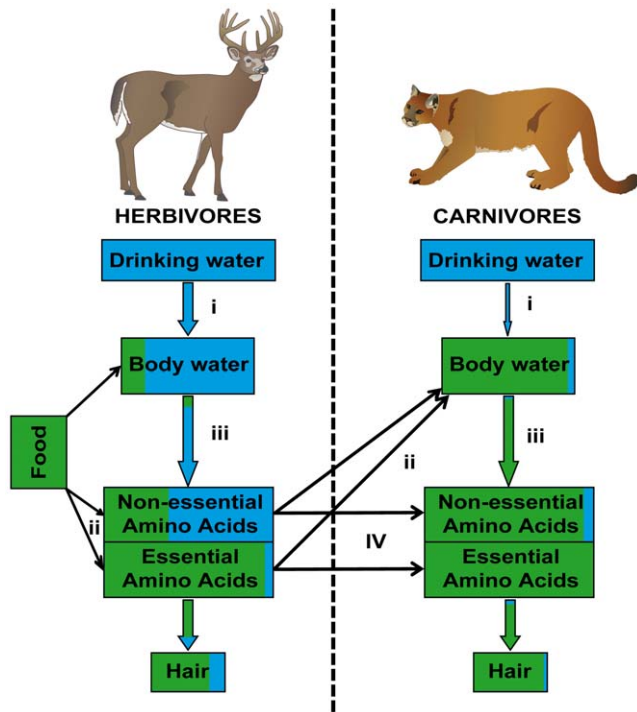 HERBIVORES
Drinking water
i
Body water
iii
Food
ii
Non-essential
Amino Acids
Essential
Amino Acids
Hair
CARNIVORES
Drinking water
i
Body water
ii
iii
IV
Non-essential
Amino Acids
Essential
Amino Acids
Hair